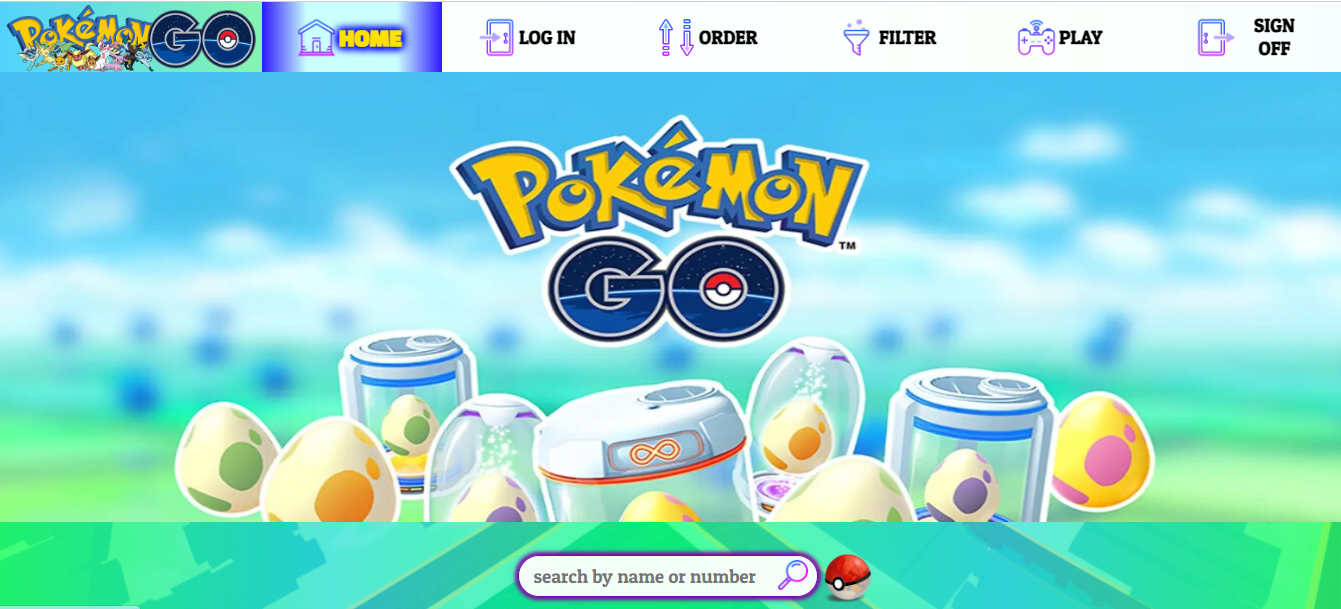 POKÉMON GO
HOME
LOG IN
ORDER
FILTER
PLAY
SIGN
OFF
POKÉMON
TM
GO
search by name or number